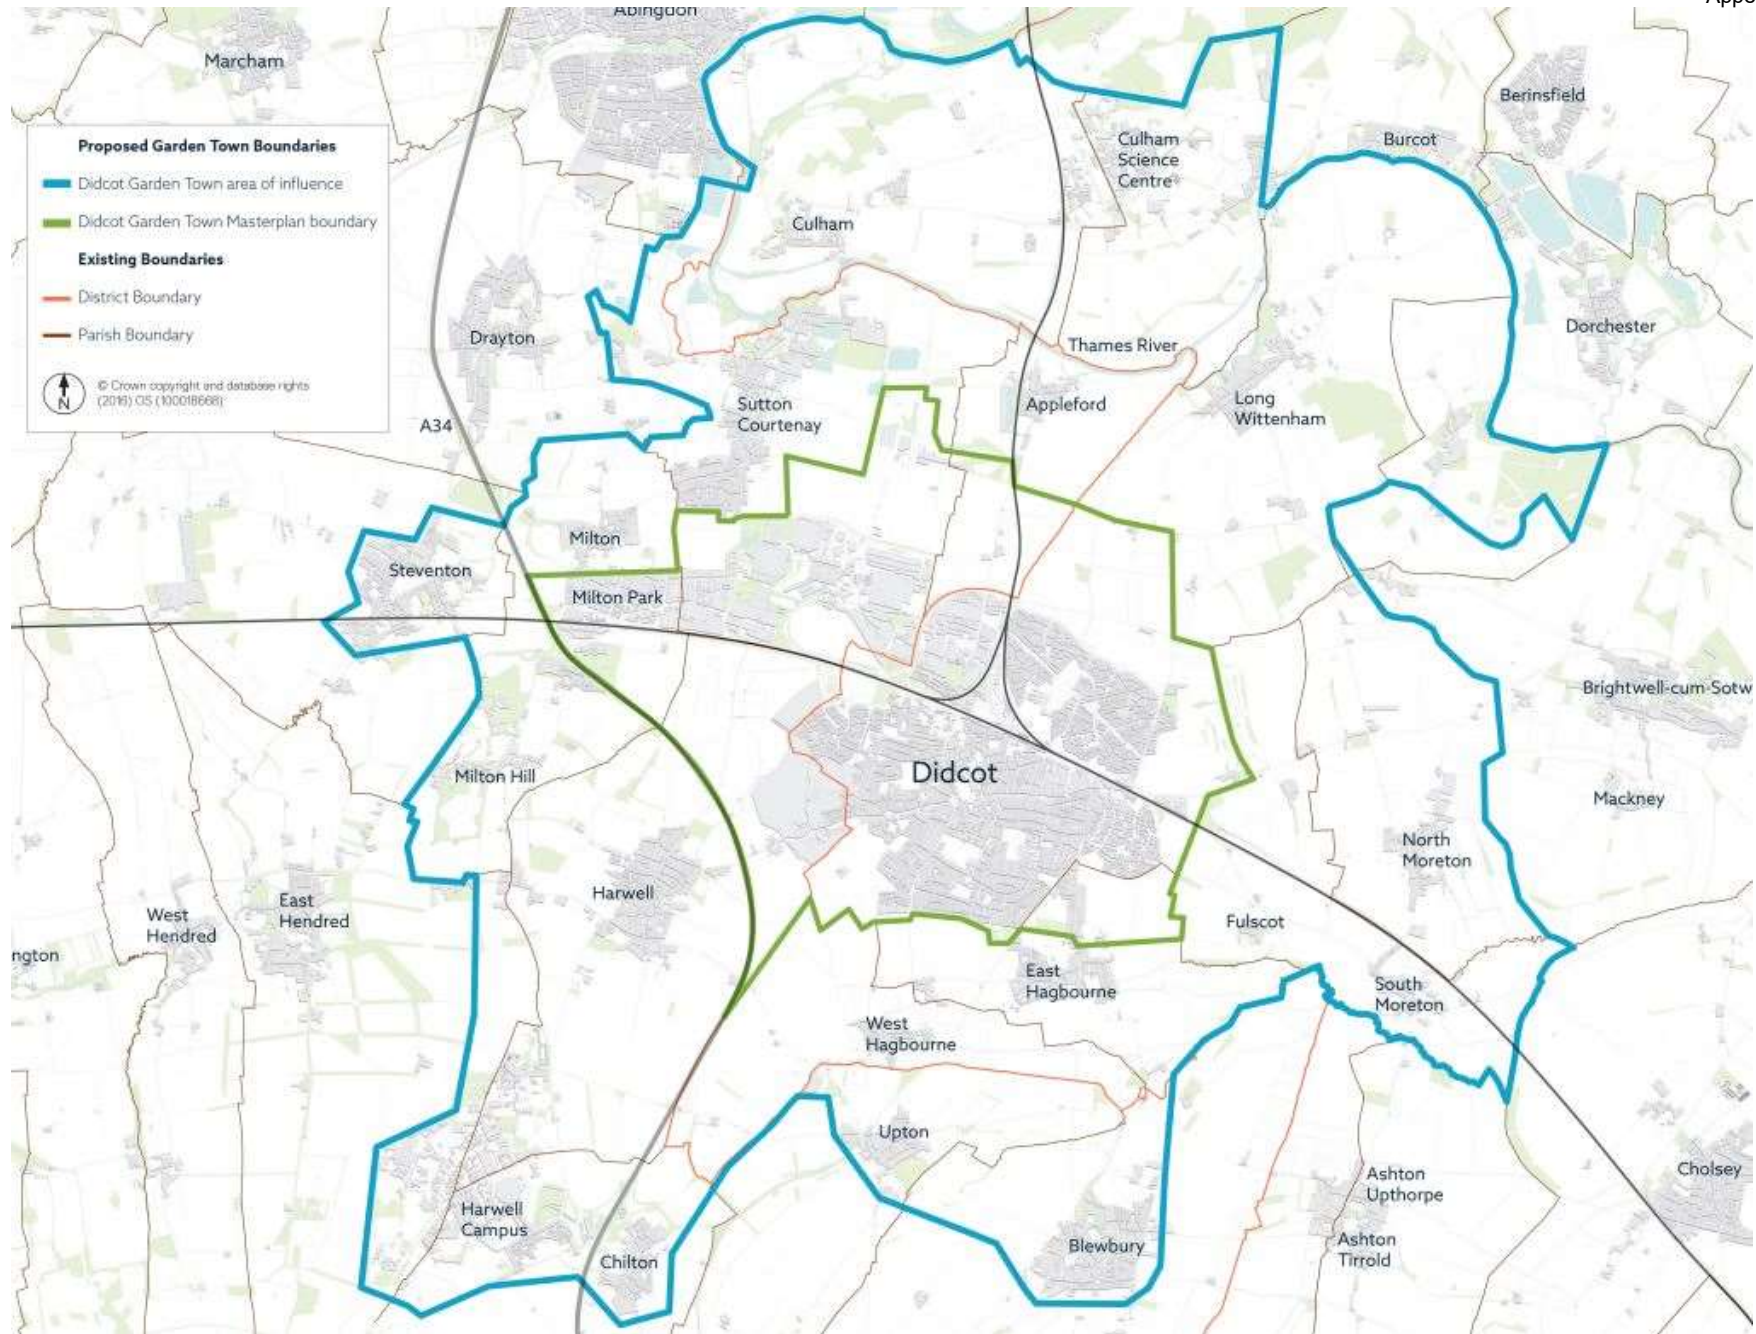 Appe
Abingdon
Marcham
Berinsfield
Culham
Science
Centre
Burcot
Proposed Garden Town Boundaries
Didcot Garden Town area of influence
Didcot Garden Town Masterplan boundary
Existing Boundaries
District Boundary
Parish Boundary
N
© Crown copyright and database rights
(2016) OS (100018668)
Culham
Drayton
Dorchester
Thames River
Sutton
Courtenay
Appleford
Long
Wittenham
A34
Milton
Steventon
Milton Park
Brightwell-cum-Sotw
Didcot
Milton Hill
Mackney
North
Moreton
Harwell
East
Hendred
West
Hendred
Fulscot
ngton
East
Hagbourne
South
Moreton
West
Hagbourne
Upton
Cholsey
Ashton
Upthorpe
Harwell
Campus
Blewbury
Ashton
Tirrold
Chilton